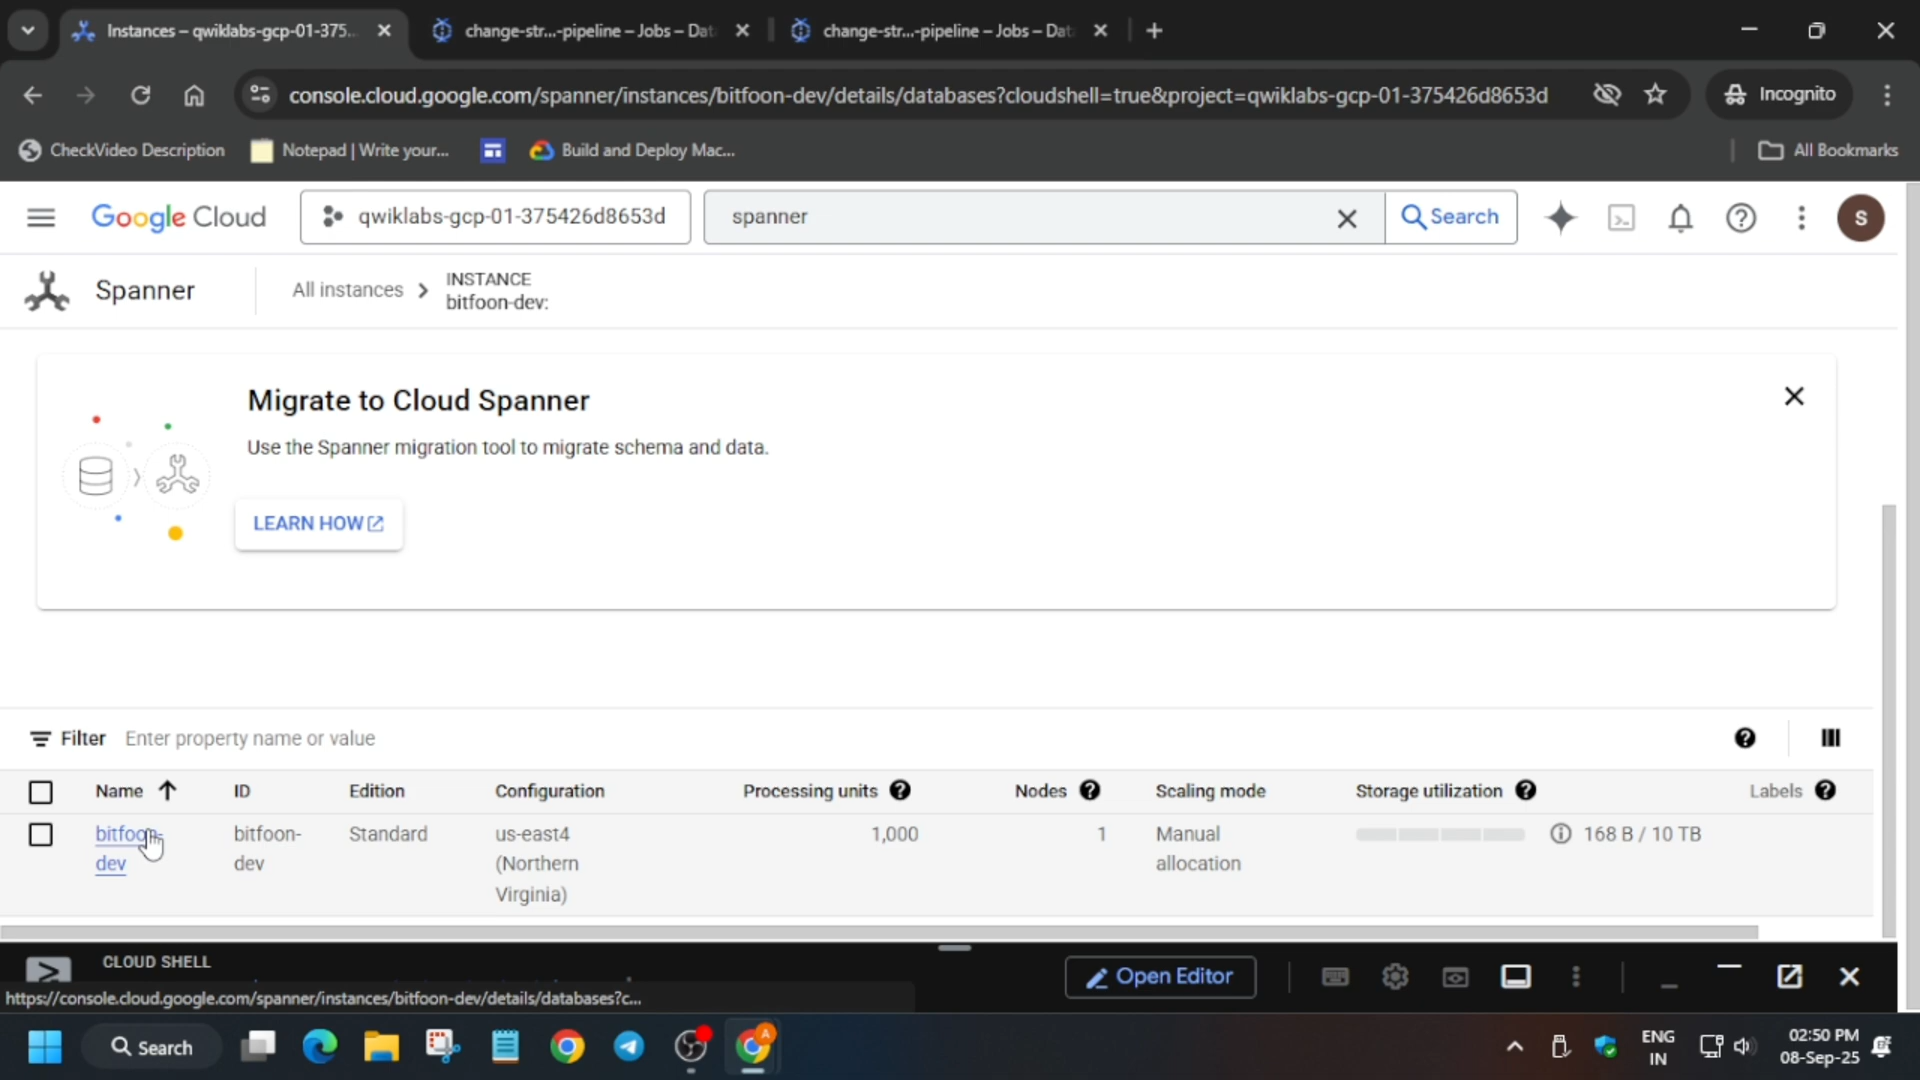 Instances – qwiklabs-gcp-01-375...
change-str...-pipeline – Jobs – Dat
change-str...-pipeline – Jobs – Dat
console.cloud.google.com/spanner/instances/bitfoon-dev/details/databases?cloudshell=true&project=qwiklabs-gcp-01-375426d8653d
Incognito
CheckVideo Description
Notepad | Write your...
Build and Deploy Mac...
All Bookmarks
Google Cloud
qwiklabs-gcp-01-375426d8653d
spanner
Search
S
Spanner
All instances
INSTANCE
bitfoon-dev:
Migrate to Cloud Spanner
Use the Spanner migration tool to migrate schema and data.
LEARN HOW
Filter Enter property name or value
Name ID Edition Configuration Processing units Nodes Scaling mode Storage utilization Labels
bitfoon- bitfoon- Standard us-east4 1,000 1 Manual 168 B / 10 TB
dev dev (Northern allocation
Virginia)
CLOUD SHELL
Open Editor
https://console.cloud.google.com/spanner/instances/bitfoon-dev/details/databases?c...
Search
A
ENG
IN
02:50 PM
08-Sep-25